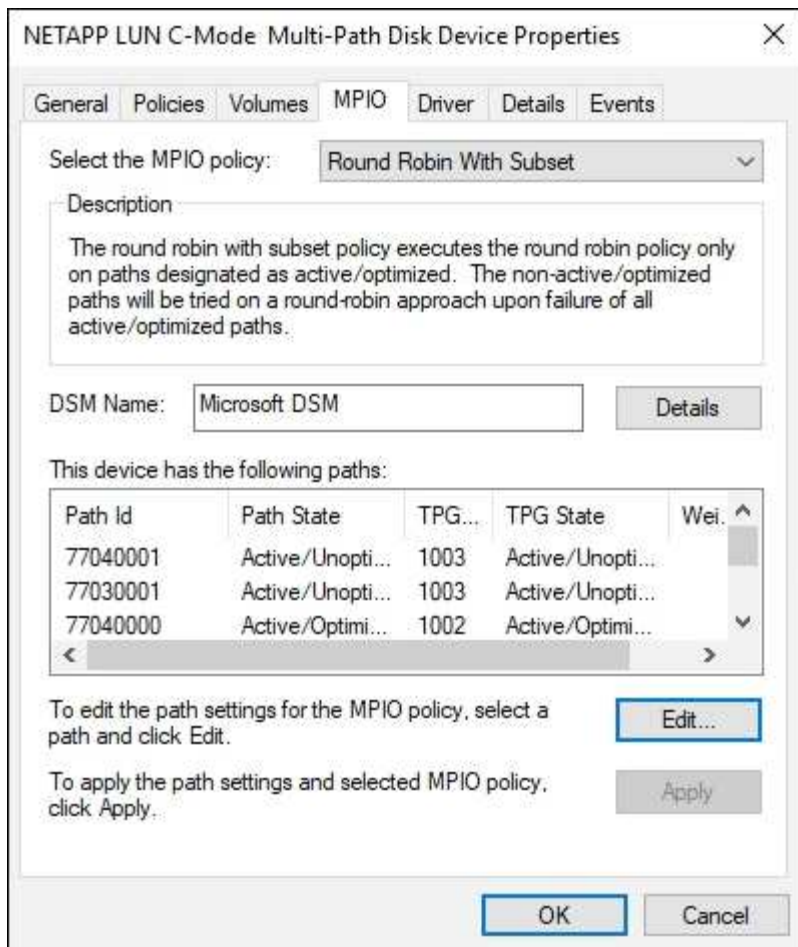 NETAPP LUN C-Mode  Multi-Path Disk Device Properties
General Policies Volumes MPIO Driver Details Events
Select the MPIO policy: Round Robin With Subset
Description
The round robin with subset policy executes the round robin policy only
on paths designated as active/optimized.  The non-active/optimized
paths will be tried on a round-robin approach upon failure of all
active/optimized paths.
DSM Name: Microsoft DSM Details
This device has the following paths:
Path Id Path State TPG... TPG State Wei.
77040001 Active/Unopti... 1003 Active/Unopti...
77030001 Active/Unopti... 1003 Active/Unopti...
77040000 Active/Optimi... 1002 Active/Optimi...
To edit the path settings for the MPIO policy, select a
path and click Edit.
Edit...
To apply the path settings and selected MPIO policy,
click Apply.
Apply
OK Cancel